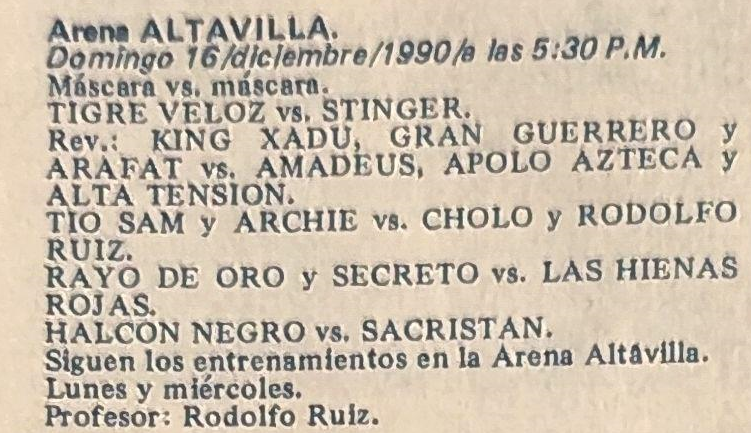 Arena ALTAVILLA.
Domingo 16/diciembre/1990/a las 5:30 P.M.
Máscara vs. máscara.
TIGRE VELOZ vs. STINGER.
Rev.: KING XADU, GRAN GUERRERO y
ARAFAT vs. AMADEUS, APOLO AZTECA y
ALTA TENSION.
TIO SAM y ARCHIE vs. CHOLO y RODOLFO
RUIZ.
RAYO DE ORO y SECRETO vs. LAS HIENAS
ROJAS.
HALCON NEGRO vs. SACRISTAN.
Siguen los entrenamientos en la Arena Altavilla.
Lunes y miércoles.
Profesor: Rodolfo Ruiz.